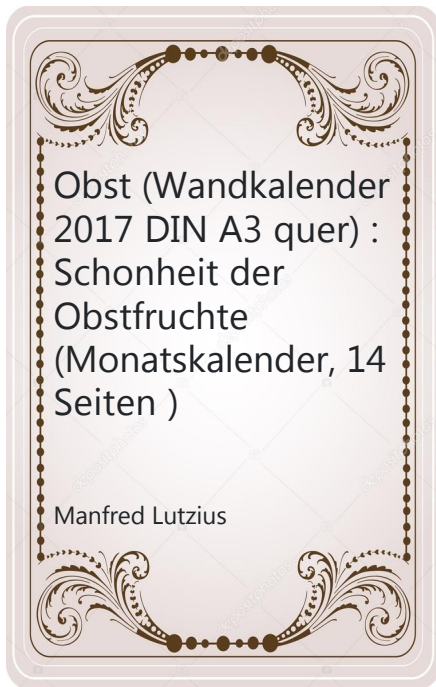 Obst (Wandkalender
2017 DIN A3 quer) :
Schonheit der
Obstfruchte
(Monatskalender, 14
Seiten )
Manfred Lutzius